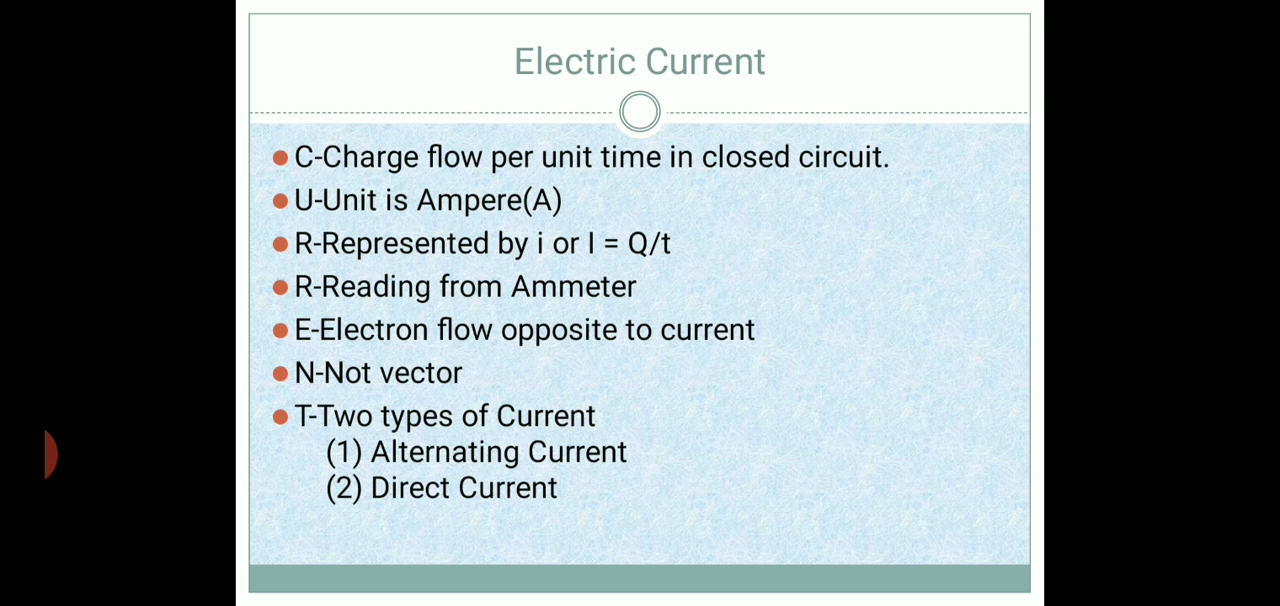 Electric Current
C-Charge flow per unit time in closed circuit.
U-Unit is Ampere(A)
R-Represented by i or I = Q/t
R-Reading from Ammeter
E-Electron flow opposite to current
N-Not vector
T-Two types of Current
(1) Alternating Current
(2) Direct Current